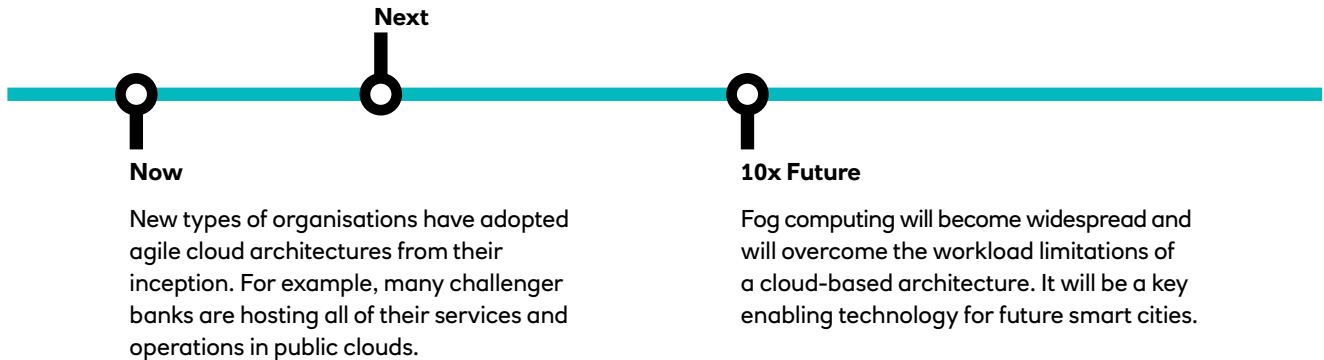 Next
Now
New types of organisations have adopted
agile cloud architectures from their
inception. For example, many challenger
banks are hosting all of their services and
operations in public clouds.
10x Future
Fog computing will become widespread and
will overcome the workload limitations of
a cloud-based architecture. It will be a key
enabling technology for future smart cities.